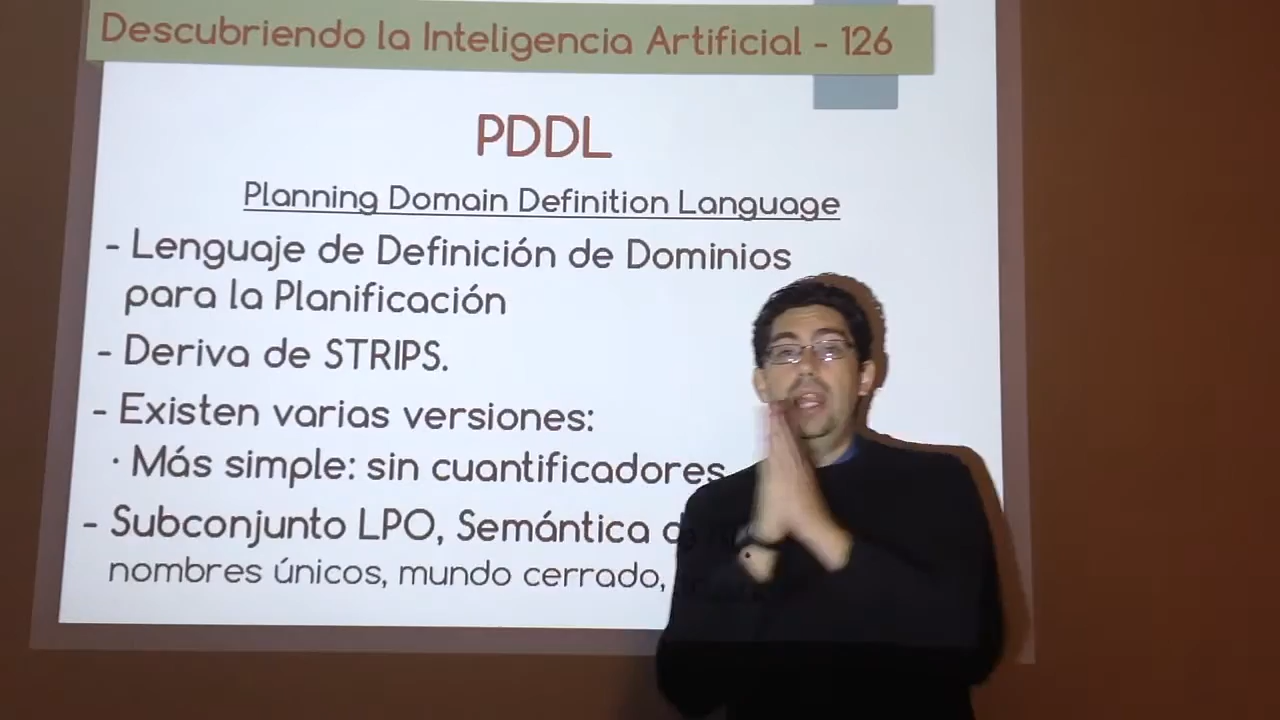 Descubriendo la Inteligencia Artificial - 126
PDDL
Planning Domain Definition Language
- Lenguaje de Definición de Dominios
para la Planificación
- Deriva de STRIPS.
- Existen varias versiones:
· Más simple: sin cuantificadores
- Subconjunto LPO, Semántica
nombres únicos, mundo cerrado,